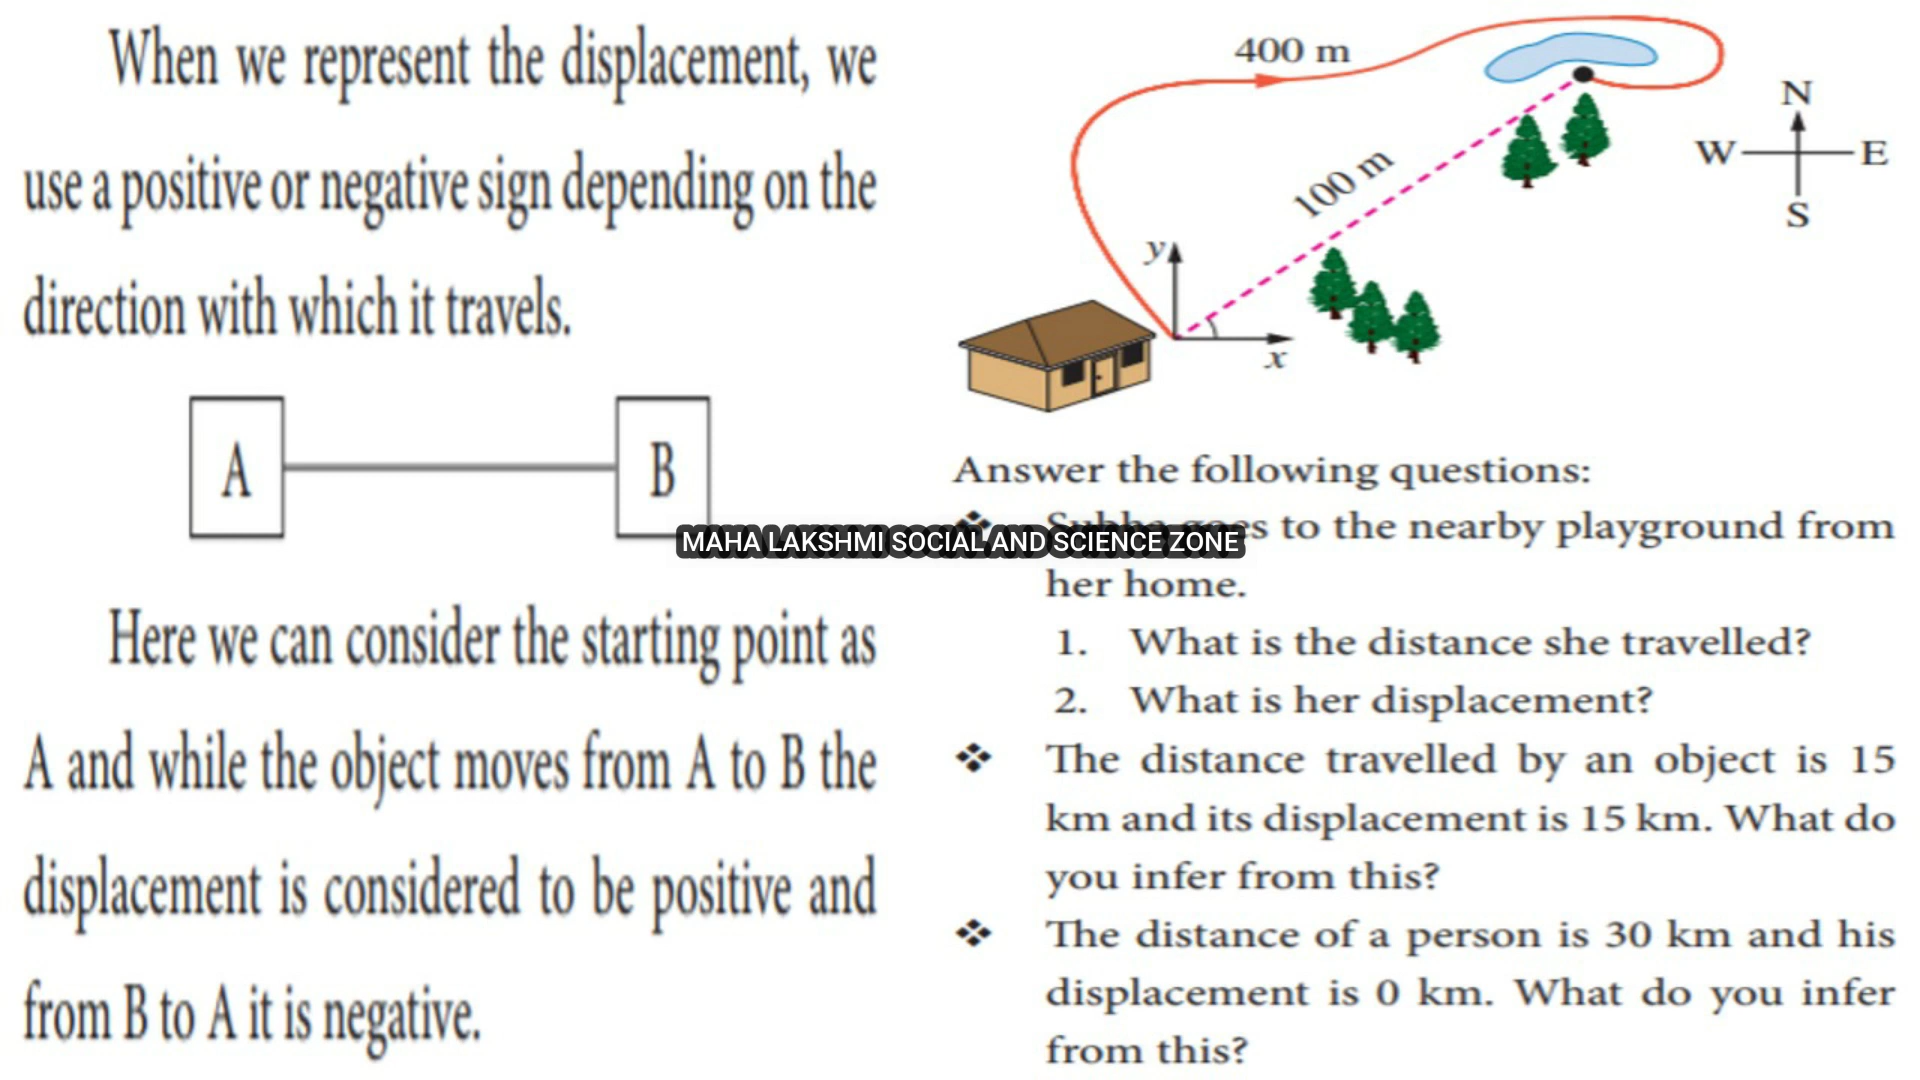 When we represent the displacement, we
use a positive or negative sign depending on the
direction with which it travels.
A
B
Here we can consider the starting point as
A and while the object moves from A to B the
displacement is considered to be positive and
from B to A it is negative.
400 m
100 m
N
W
E
S
y
x
Answer the following questions:
❖ Subha goes to the nearby playground from
her home.
1. What is the distance she travelled?
2. What is her displacement?
❖ The distance travelled by an object is 15
km and its displacement is 15 km. What do
you infer from this?
❖ The distance of a person is 30 km and his
displacement is 0 km. What do you infer
from this?
MAHA LAKSHMI SOCIAL AND SCIENCE ZONE